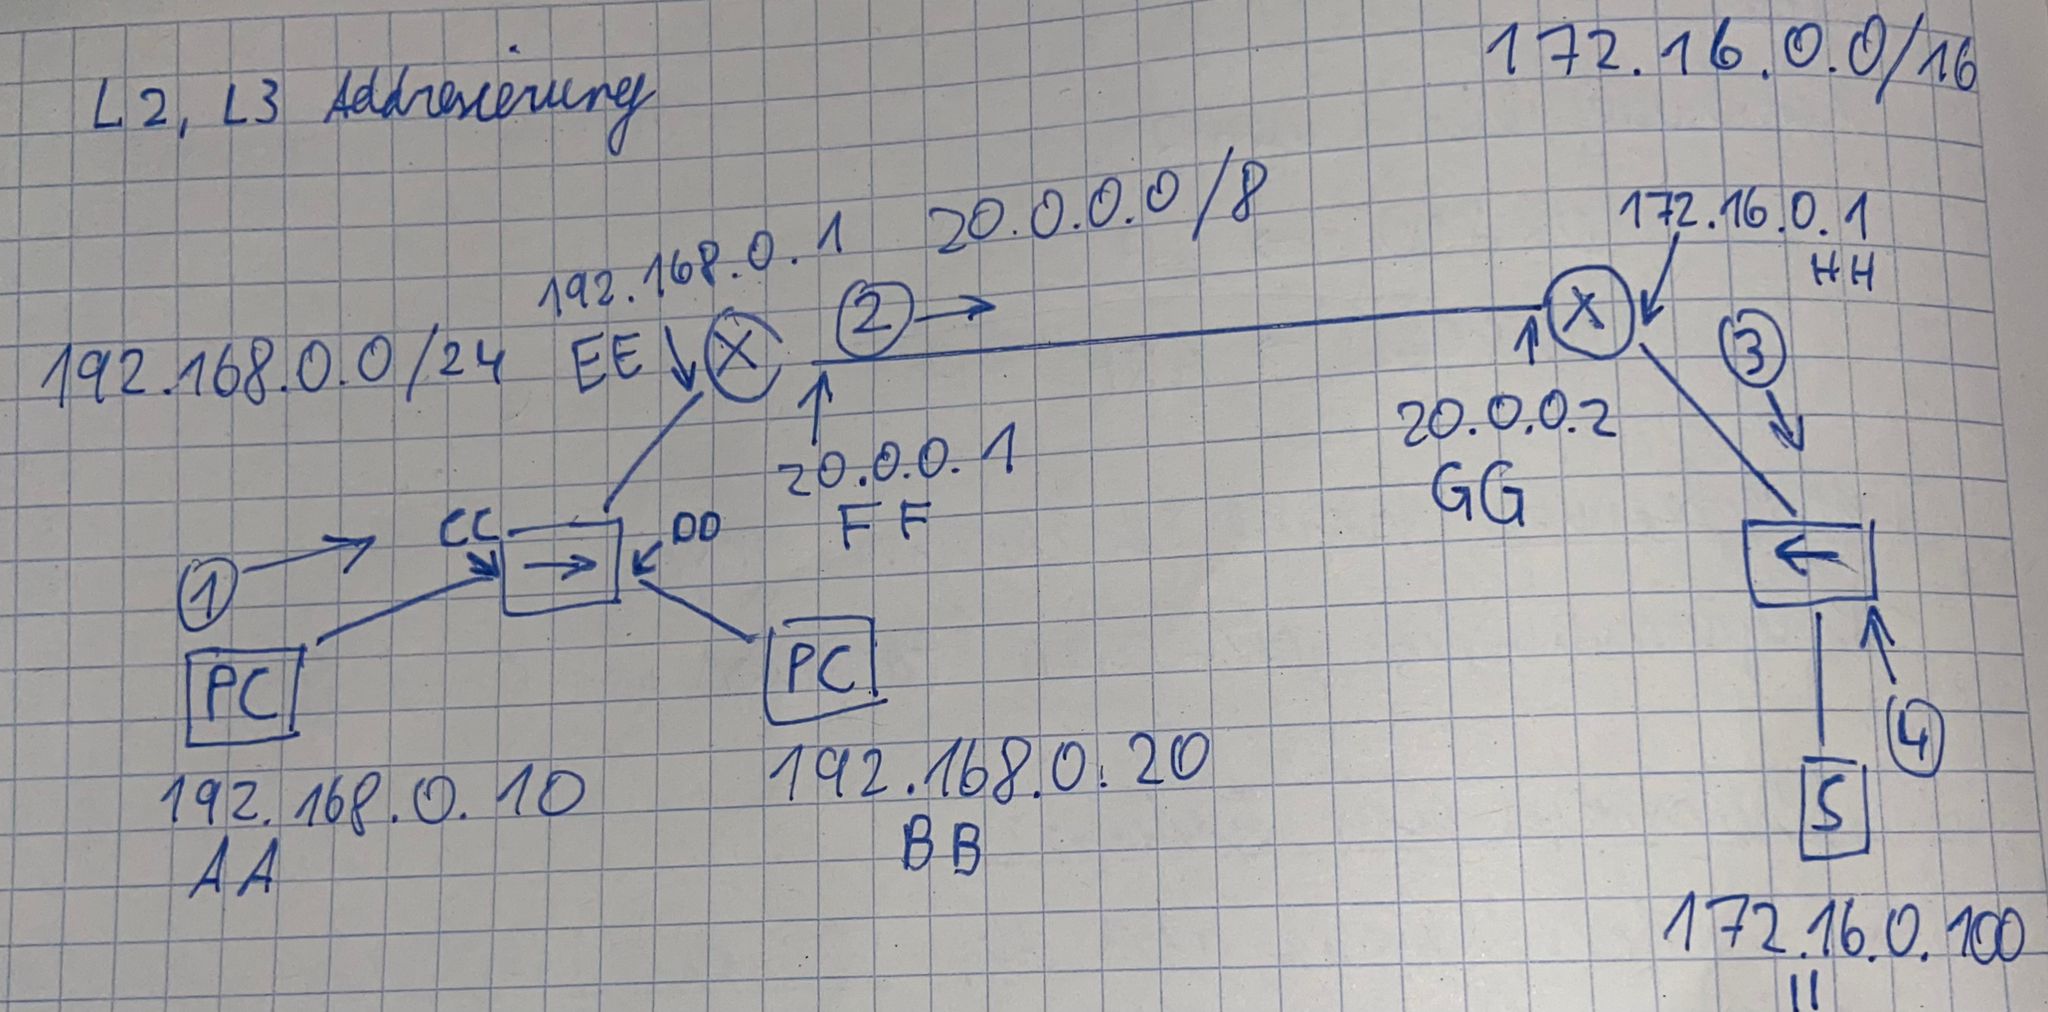 L2, L3 Addresierung
172.16.0.0/16
192.168.0.1
20.0.0.0/8
172.16.0.1
HH
192.168.0.0/24
EE
X
2
X
3
20.0.0.1
FF
20.0.0.2
GG
CC
DD
1
PC
PC
4
S
192.168.0.10
AA
192.168.0.20
BB
172.16.0.100
II